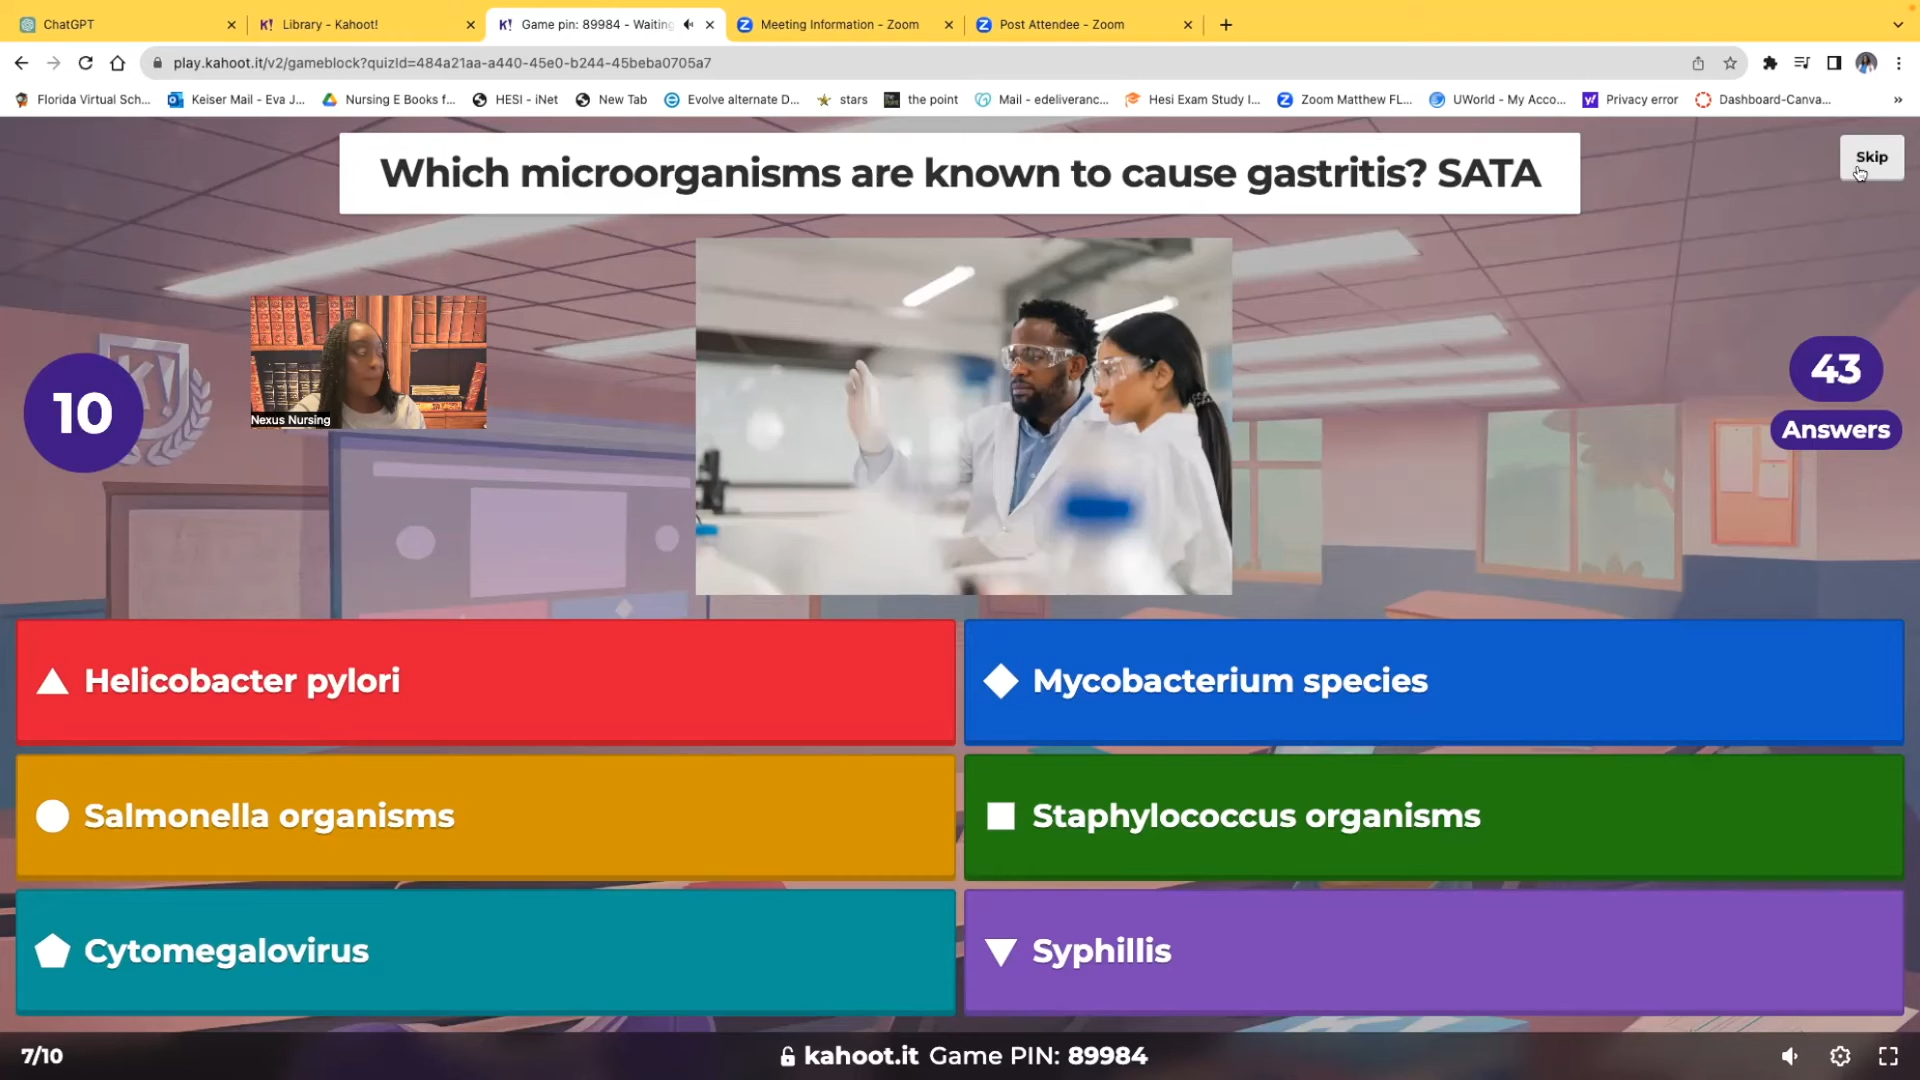 ChatGPT
Library - Kahoot!
Game pin: 89984 - Waiting
Meeting Information - Zoom
Post Attendee - Zoom
play.kahoot.it/v2/gameblock?quizId=484a21aa-a440-45e0-b244-45beba0705a7
Florida Virtual Sch...
Keiser Mail - Eva J...
Nursing E Books f...
HESI - iNet
New Tab
Evolve alternate D...
stars
the point
Mail - edeliveranc...
Hesi Exam Study I...
Zoom Matthew FL...
UWorld - My Acco...
Privacy error
Dashboard-Canva...
Which microorganisms are known to cause gastritis? SATA
Skip
10
Nexus Nursing
43
Answers
Helicobacter pylori
Mycobacterium species
Salmonella organisms
Staphylococcus organisms
Cytomegalovirus
Syphillis
7/10
kahoot.it Game PIN: 89984